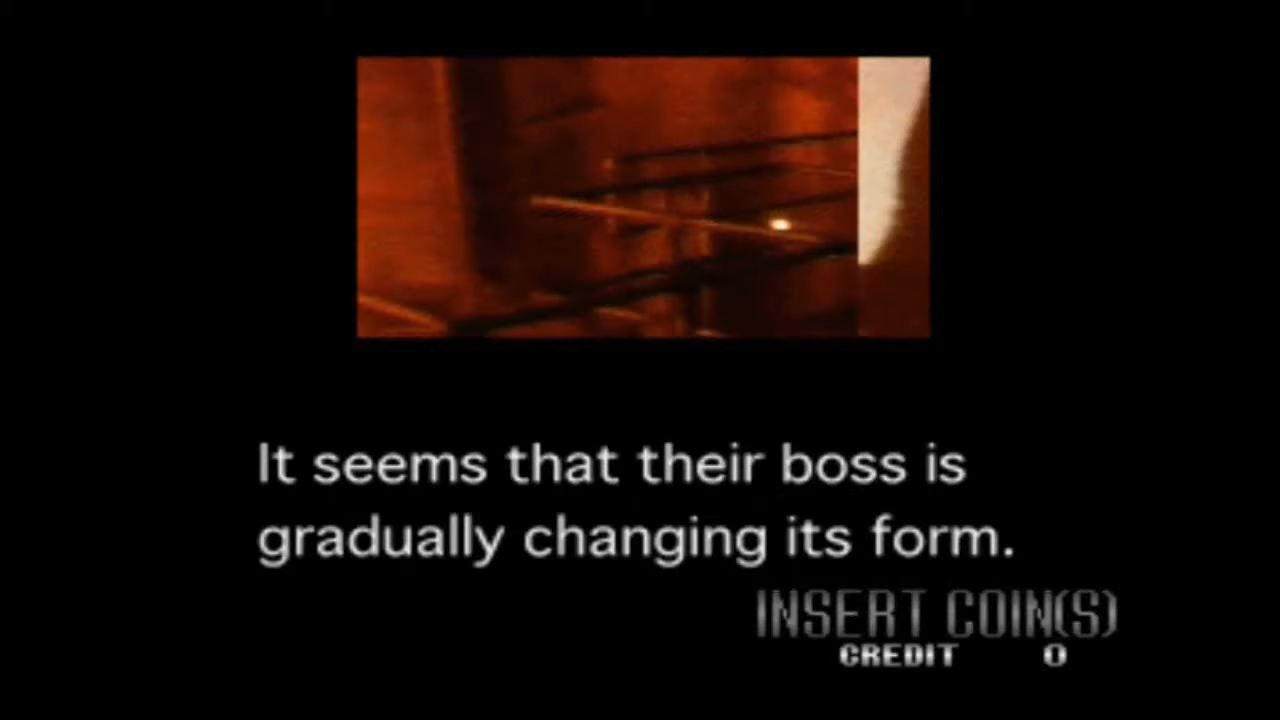 It seems that their boss is
gradually changing its form.
INSERT COIN(S)
CREDIT 0